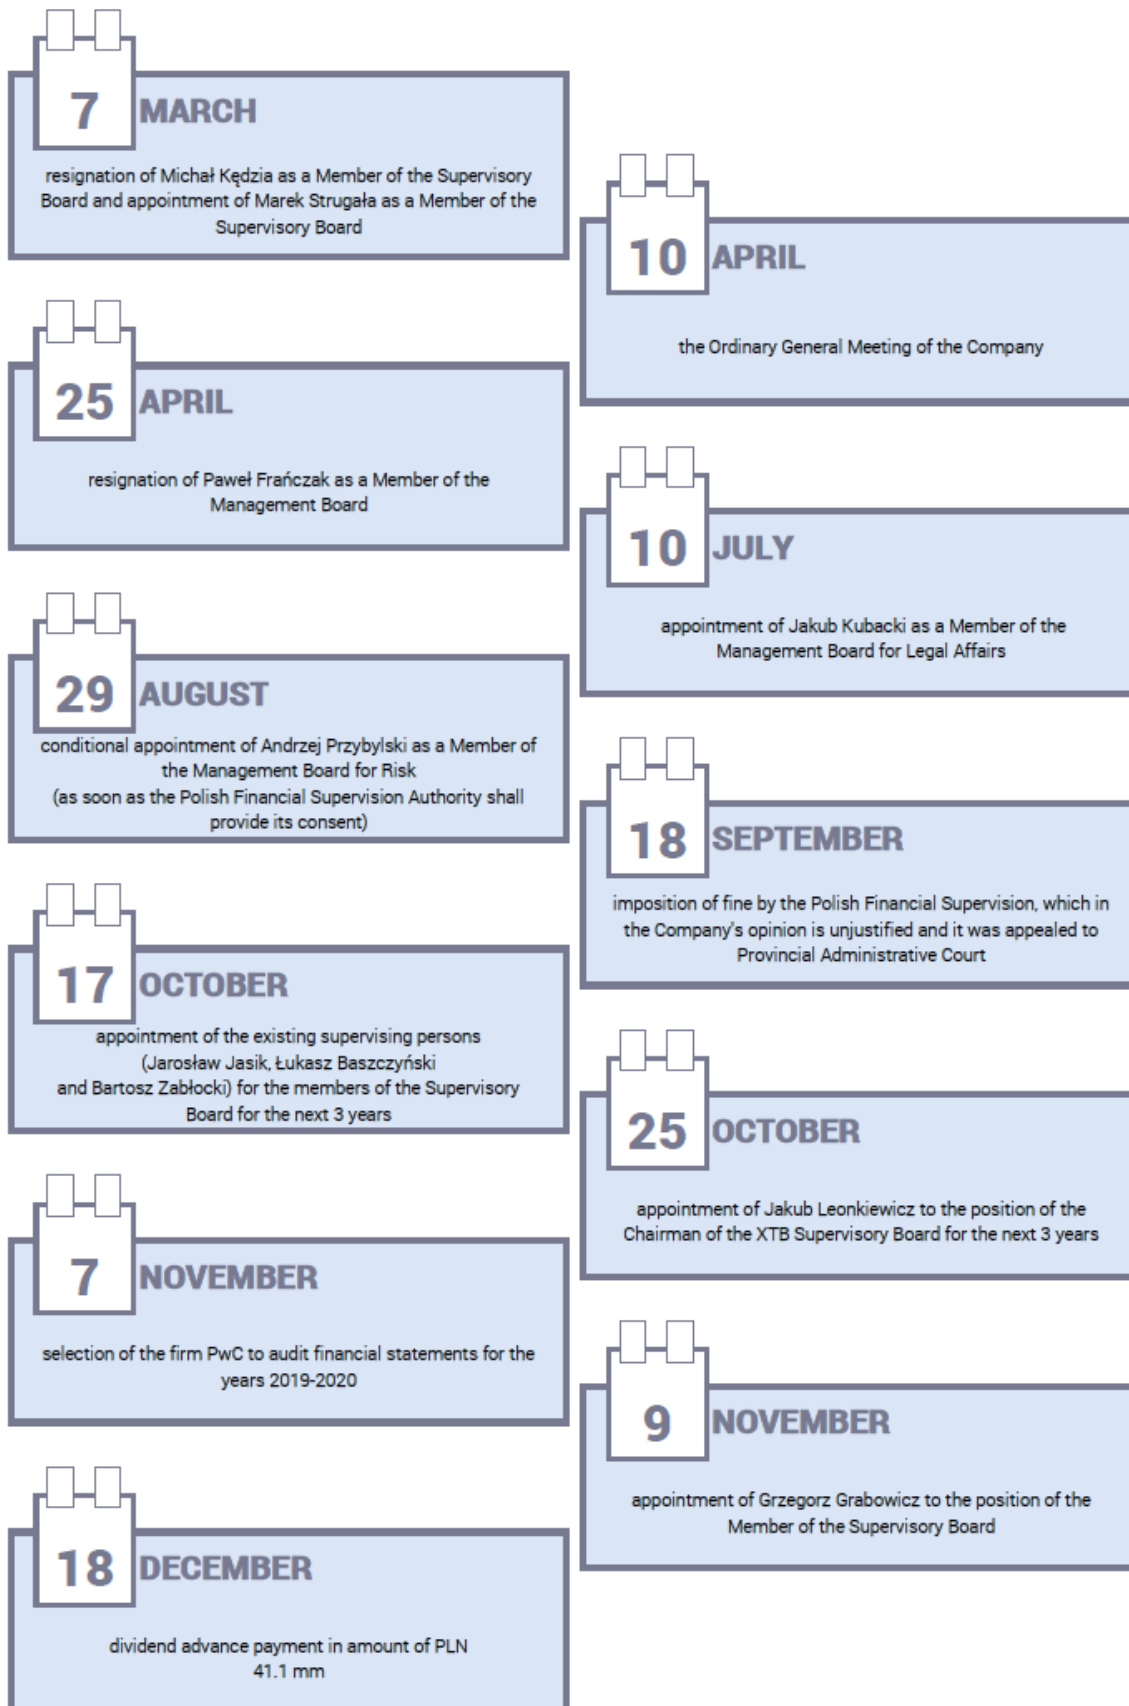 7
MARCH
resignation of Michał Kędzia as a Member of the Supervisory
Board and appointment of Marek Strugała as a Member of the
Supervisory Board
10
APRIL
the Ordinary General Meeting of the Company
25
APRIL
resignation of Paweł Frańczak as a Member of the
Management Board
10
JULY
appointment of Jakub Kubacki as a Member of the
Management Board for Legal Affairs
29
AUGUST
conditional appointment of Andrzej Przybylski as a Member of
the Management Board for Risk
(as soon as the Polish Financial Supervision Authority shall
provide its consent)
18
SEPTEMBER
imposition of fine by the Polish Financial Supervision, which in
the Company's opinion is unjustified and it was appealed to
Provincial Administrative Court
17
OCTOBER
appointment of the existing supervising persons
(Jarosław Jasik, Łukasz Baszczyński
and Bartosz Zabłocki) for the members of the Supervisory
Board for the next 3 years
25
OCTOBER
appointment of Jakub Leonkiewicz to the position of the
Chairman of the XTB Supervisory Board for the next 3 years
7
NOVEMBER
selection of the firm PwC to audit financial statements for the
years 2019-2020
9
NOVEMBER
appointment of Grzegorz Grabowicz to the position of the
Member of the Supervisory Board
18
DECEMBER
dividend advance payment in amount of PLN
41.1 mm